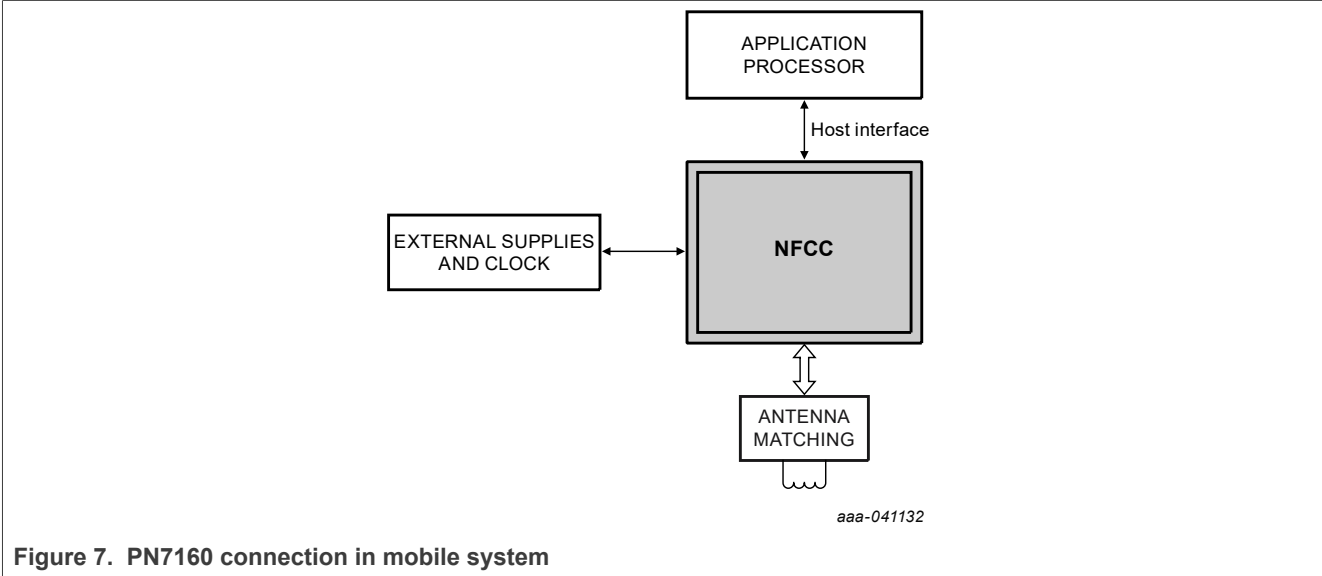 APPLICATION
PROCESSOR
Host interface
EXTERNAL SUPPLIES
AND CLOCK
NFCC
ANTENNA
MATCHING
aaa-041132
Figure 7. PN7160 connection in mobile system